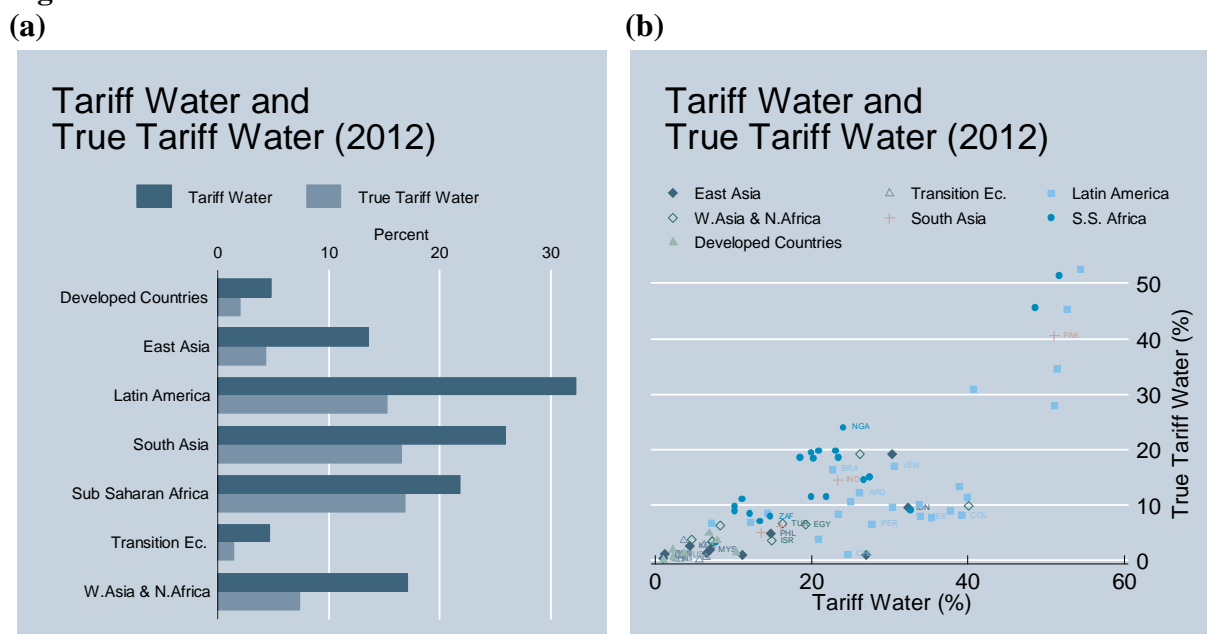 (a)
Tariff Water and
True Tariff Water (2012)
Tariff Water
True Tariff Water
Percent
0 10 20 30
Developed Countries
East Asia
Latin America
South Asia
Sub Saharan Africa
Transition Ec.
W.Asia & N.Africa
(b)
Tariff Water and
True Tariff Water (2012)
East Asia
Transition Ec.
Latin America
W.Asia & N.Africa
South Asia
S.S. Africa
Developed Countries
50
40
30
20
10
0
True Tariff Water (%)
PAK
NGA
VEN
BRA
IND
ARG
COL
PER
ZAF
TUR
EGY
PHL
ISR
MYS
0 20 40 60
Tariff Water (%)